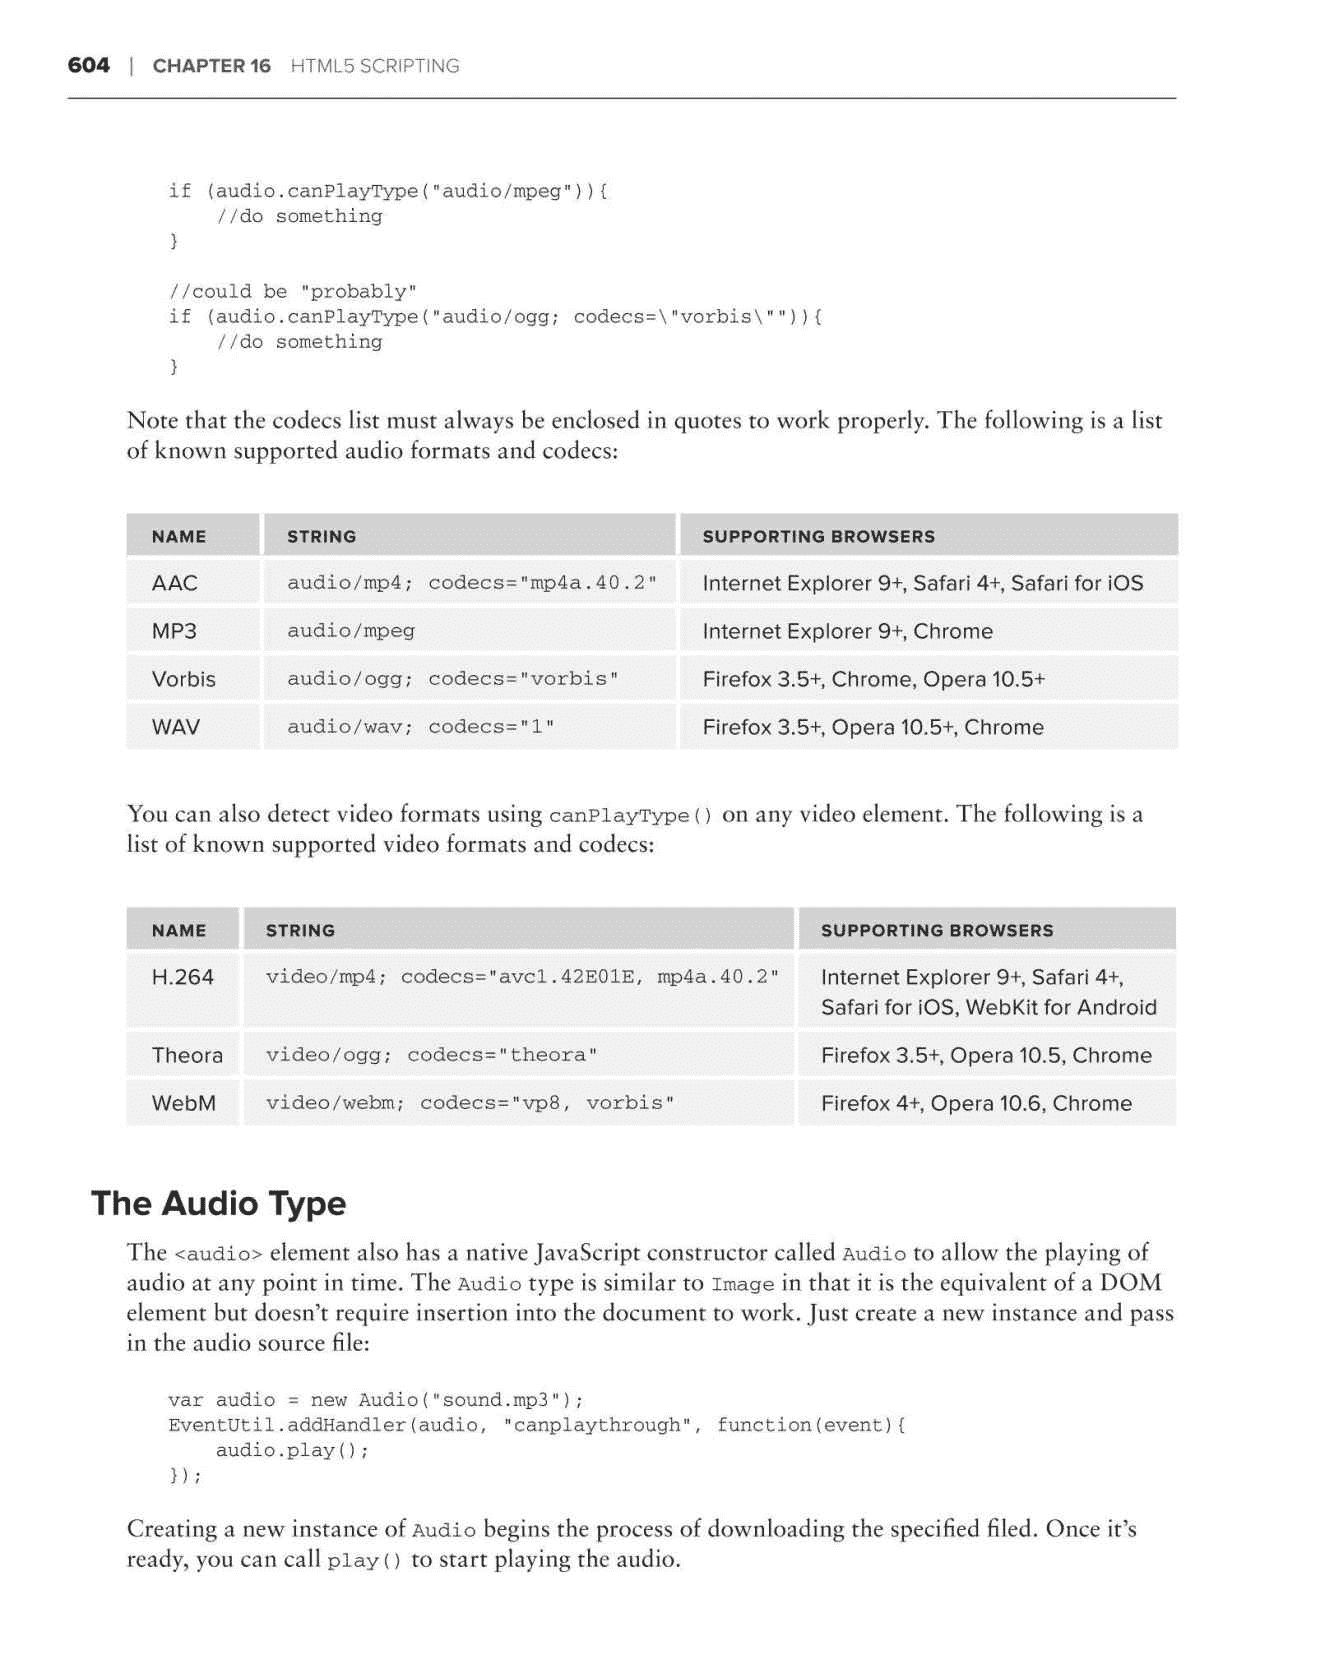 604 | CHAPTER 16 HTML5 SCRIPTING
if (audio.canPlayType("audio/mpeg")){
    //do something
}
//could be "probably"
if (audio.canPlayType("audio/ogg; codecs=\"vorbis\"")){
    //do something
}
Note that the codecs list must always be enclosed in quotes to work properly. The following is a list
of known supported audio formats and codecs:
NAME STRING SUPPORTING BROWSERS
AAC audio/mp4; codecs="mp4a.40.2" Internet Explorer 9+, Safari 4+, Safari for iOS
MP3 audio/mpeg Internet Explorer 9+, Chrome
Vorbis audio/ogg; codecs="vorbis" Firefox 3.5+, Chrome, Opera 10.5+
WAV audio/wav; codecs="1" Firefox 3.5+, Opera 10.5+, Chrome
You can also detect video formats using canPlayType() on any video element. The following is a
list of known supported video formats and codecs:
NAME STRING SUPPORTING BROWSERS
H.264 video/mp4; codecs="avc1.42E01E, mp4a.40.2" Internet Explorer 9+, Safari 4+,
Safari for iOS, WebKit for Android
Theora video/ogg; codecs="theora" Firefox 3.5+, Opera 10.5, Chrome
WebM video/webm; codecs="vp8, vorbis" Firefox 4+, Opera 10.6, Chrome
The Audio Type
The <audio> element also has a native JavaScript constructor called Audio to allow the playing of
audio at any point in time. The Audio type is similar to Image in that it is the equivalent of a DOM
element but doesn't require insertion into the document to work. Just create a new instance and pass
in the audio source file:
var audio = new Audio("sound.mp3");
EventUtil.addHandler(audio, "canplaythrough", function(event){
    audio.play();
});
Creating a new instance of Audio begins the process of downloading the specified filed. Once it's
ready, you can call play() to start playing the audio.